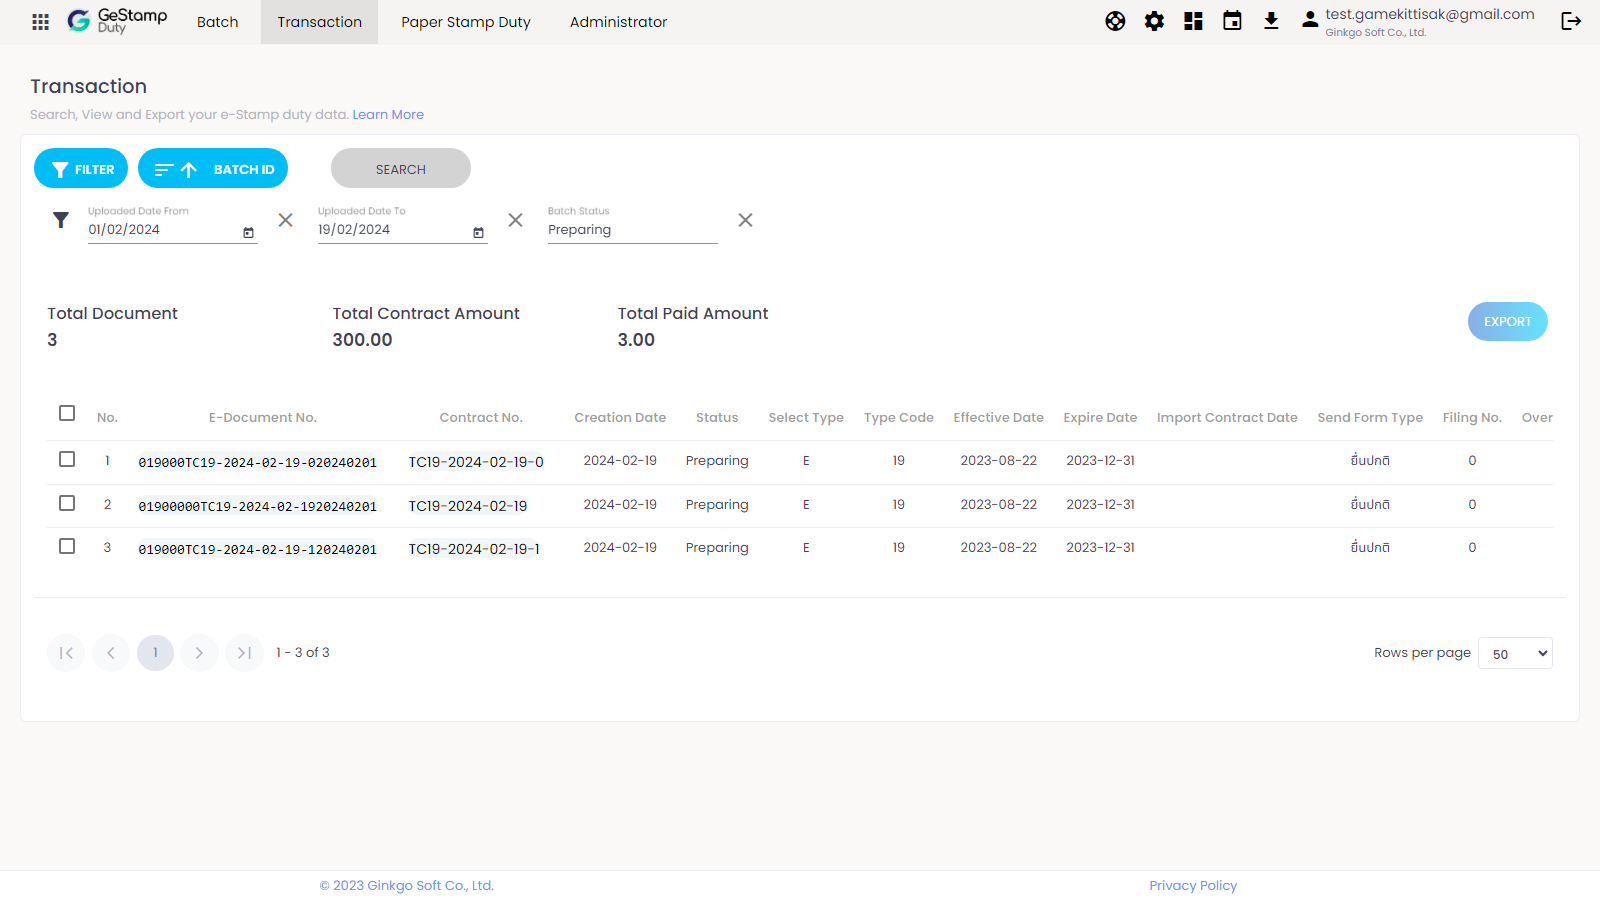 GeStamp
Duty
Batch
Transaction
Paper Stamp Duty
Administrator
test.gamekittisak@gmail.com
Ginkgo Soft Co., Ltd.
Transaction
Search, View and Export your e-Stamp duty data. Learn More
FILTER
BATCH ID
SEARCH
Uploaded Date From
01/02/2024
Uploaded Date To
19/02/2024
Batch Status
Preparing
Total Document
3
Total Contract Amount
300.00
Total Paid Amount
3.00
EXPORT
No. E-Document No. Contract No. Creation Date Status Select Type Type Code Effective Date Expire Date Import Contract Date Send Form Type Filing No. Over
1 019000TC19-2024-02-19-020240201 TC19-2024-02-19-0 2024-02-19 Preparing E 19 2023-08-22 2023-12-31 ยื่นปกติ 0
2 01900000TC19-2024-02-1920240201 TC19-2024-02-19 2024-02-19 Preparing E 19 2023-08-22 2023-12-31 ยื่นปกติ 0
3 019000TC19-2024-02-19-120240201 TC19-2024-02-19-1 2024-02-19 Preparing E 19 2023-08-22 2023-12-31 ยื่นปกติ 0
1
1 - 3 of 3
Rows per page 50
© 2023 Ginkgo Soft Co., Ltd.
Privacy Policy